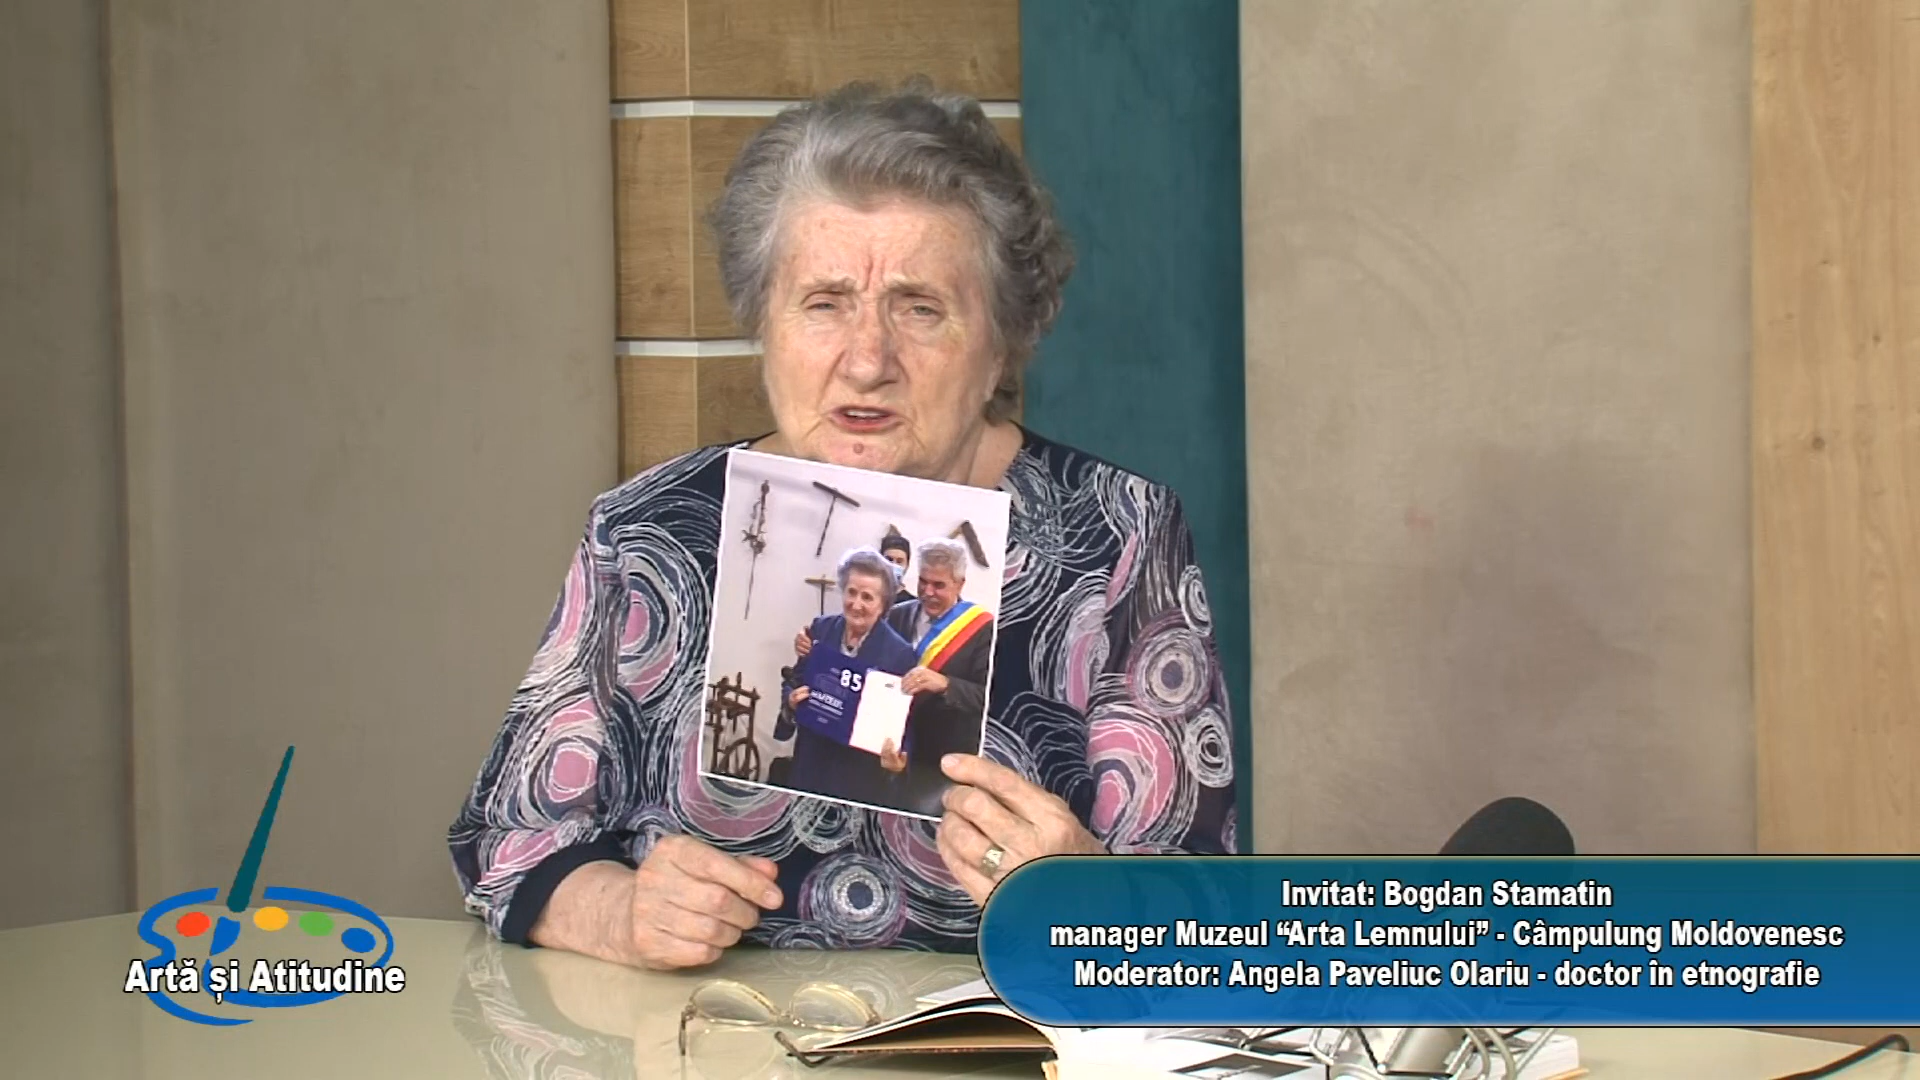 85
Invitat: Bogdan Stamatin
manager Muzeul “Arta Lemnului” - Câmpulung Moldovenesc
Moderator: Angela Paveliuc Olariu - doctor în etnografie
Artă și Atitudine